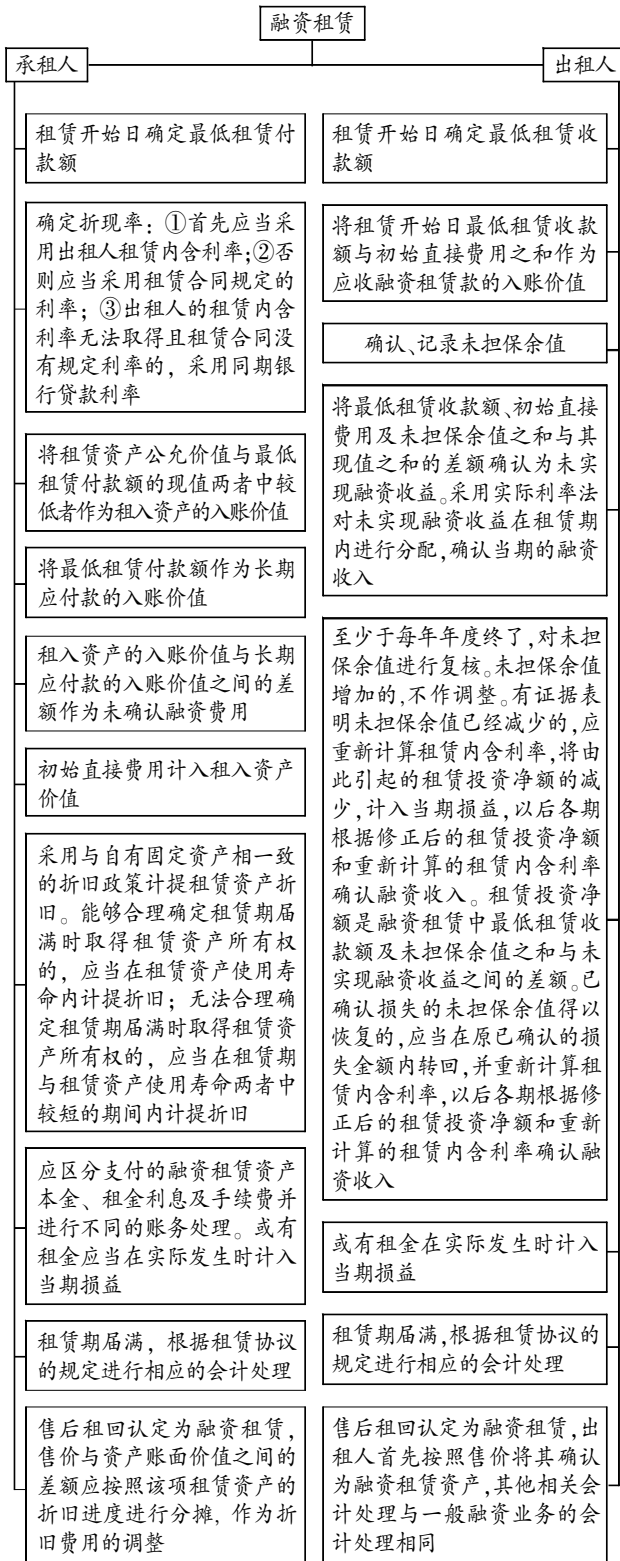 融资租赁
承租人
出租人
租赁开始日确定最低租赁付
款额
确定折现率：①首先应当采
用出租人租赁内含利率;②否
则应当采用租赁合同规定的
利率；③出租人的租赁内含
利率无法取得且租赁合同没
有规定利率的，采用同期银
行贷款利率
将租赁资产公允价值与最低
租赁付款额的现值两者中较
低者作为租入资产的入账价值
将最低租赁付款额作为长期
应付款的入账价值
租入资产的入账价值与长期
应付款的入账价值之间的差
额作为未确认融资费用
初始直接费用计入租入资产
价值
采用与自有固定资产相一致
的折旧政策计提租赁资产折
旧。能够合理确定租赁期届
满时取得租赁资产所有权
的，应当在租赁资产使用寿
命内计提折旧；无法合理确
定租赁期届满时取得租赁资
产所有权的，应当在租赁期
与租赁资产使用寿命两者中
较短的期间内计提折旧
应区分支付的融资租赁资产
本金、租金利息及手续费并
进行不同的账务处理。或有
租金应当在实际发生时计入
当期损益
租赁期届满，根据租赁协议
的规定进行相应的会计处理
售后租回认定为融资租赁，
售价与资产账面价值之间的
差额应按照该项租赁资产的
折旧进度进行分摊，作为折
旧费用的调整
租赁开始日确定最低租赁收
款额
将租赁开始日最低租赁收款
额与初始直接费用之和作为
应收融资租赁款的入账价值
确认、记录未担保余值
将最低租赁收款额、初始直接
费用及未担保余值之和与其
现值之和的差额确认为未实
现融资收益。采用实际利率法
对未实现融资收益在租赁期
内进行分配，确认当期的融资
收入
至少于每年年度终了，对未担
保余值进行复核。未担保余值
增加的，不作调整。有证据表
明未担保余值已经减少的，应
重新计算租赁内含利率，将由
此引起的租赁投资净额的减
少，计入当期损益，以后各期
根据修正后的租赁投资净额
和重新计算的租赁内含利率
确认融资收入。租赁投资净
额是融资租赁中最低租赁收
款额及未担保余值之和与未
实现融资收益之间的差额。已
确认损失的未担保余值得以
恢复的，应当在原已确认的损
失金额内转回，并重新计算租
赁内含利率，以后各期根据修
正后的租赁投资净额和重新
计算的租赁内含利率确认融
资收入
或有租金在实际发生时计入
当期损益
租赁期届满，根据租赁协议的
规定进行相应的会计处理
售后租回认定为融资租赁，出
租人首先按照售价将其确认
为融资租赁资产，其他相关会
计处理与一般融资业务的会
计处理相同